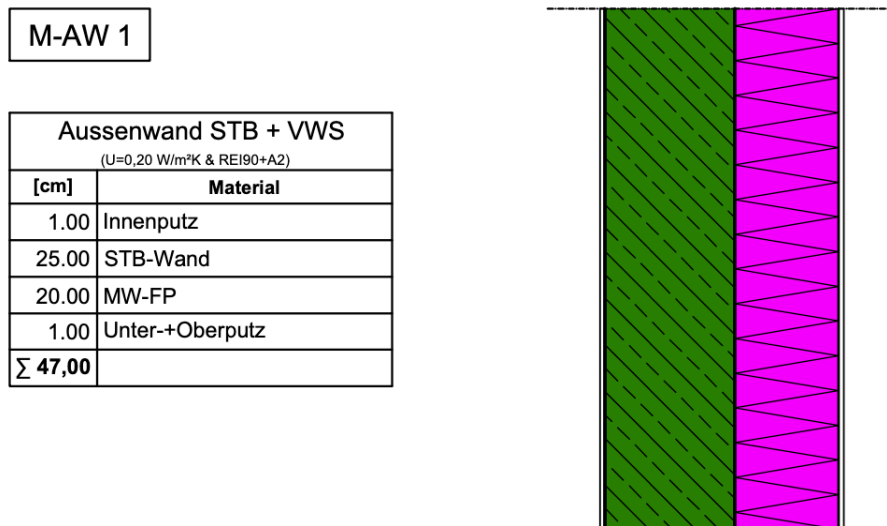 M-AW 1
Aussenwand STB + VWS
(U=0,20 W/m²K & REI90+A2)
[cm] Material
1.00 Innenputz
25.00 STB-Wand
20.00 MW-FP
1.00 Unter-+Oberputz
∑ 47,00